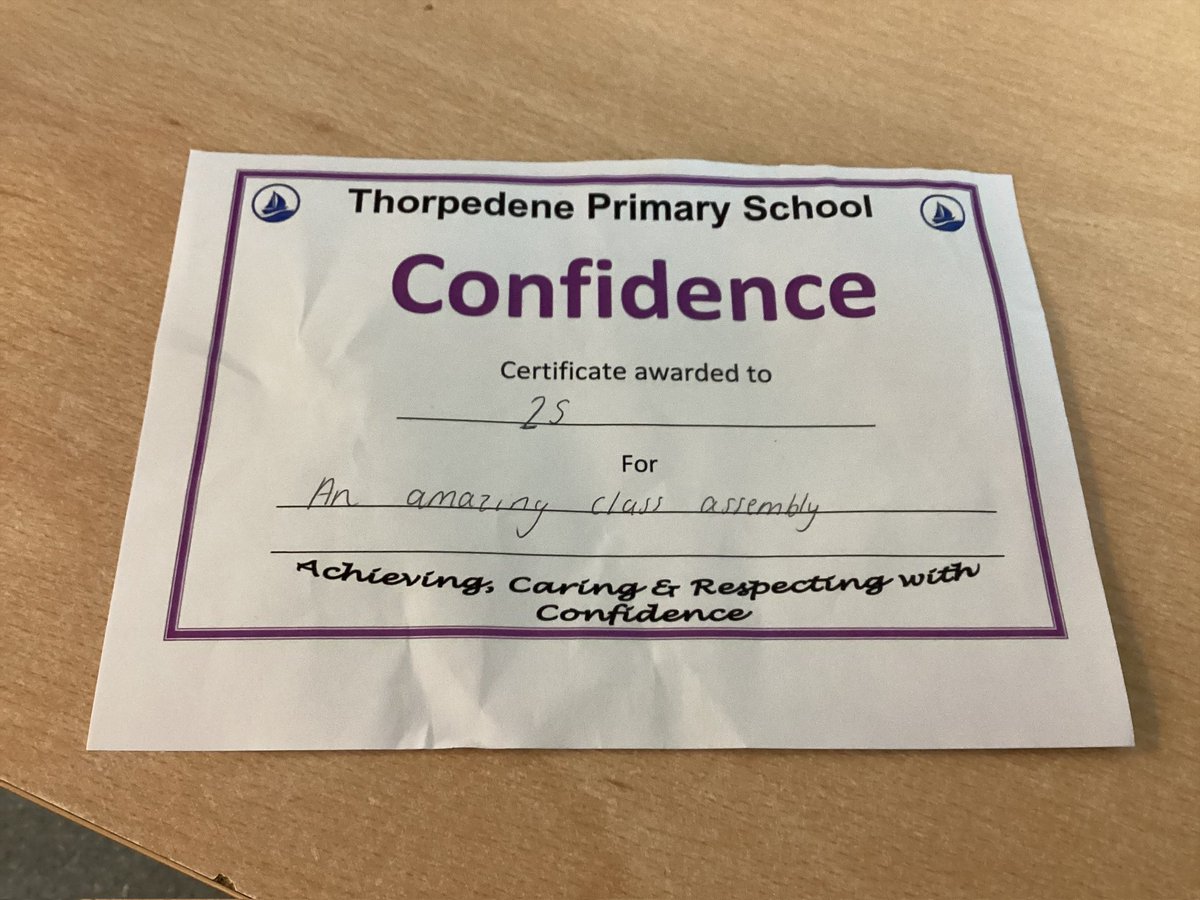 Thorpedene Primary School
Confidence
Certificate awarded to
2S
For
An amazing class assembly
Achieving, Caring & Respecting with
Confidence